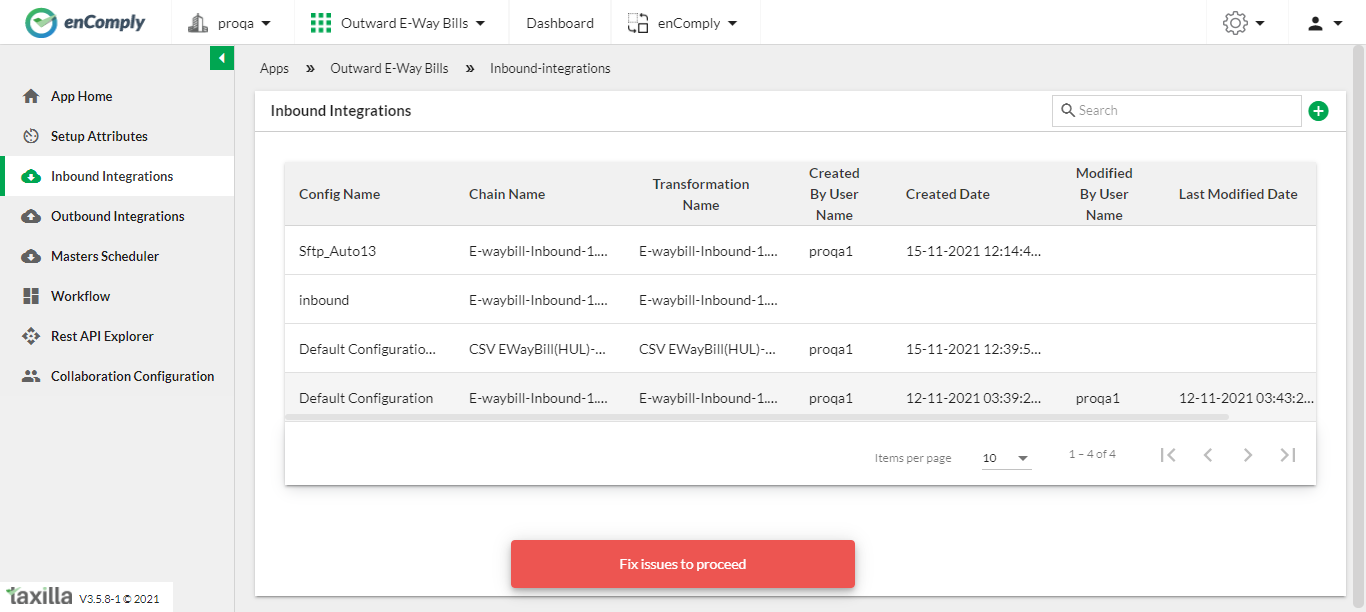 enComply
proqa
Outward E-Way Bills
Dashboard
enComply
Apps » Outward E-Way Bills » Inbound-integrations
App Home
Setup Attributes
Inbound Integrations
Outbound Integrations
Masters Scheduler
Workflow
Rest API Explorer
Collaboration Configuration
Inbound Integrations
Search
Config Name
Chain Name
Transformation
Name
Created
By User
Name
Created Date
Modified
By User
Name
Last Modified Date
Sftp_Auto13 E-waybill-Inbound-1.... E-waybill-Inbound-1.... proqa1 15-11-2021 12:14:4...
inbound E-waybill-Inbound-1.... E-waybill-Inbound-1....
Default Configuratio... CSV EWayBill(HUL)-... CSV EWayBill(HUL)-... proqa1 15-11-2021 12:39:5...
Default Configuration E-waybill-Inbound-1.... E-waybill-Inbound-1.... proqa1 12-11-2021 03:39:2... proqa1 12-11-2021 03:43:2...
Items per page 10 1 – 4 of 4
Fix issues to proceed
taxilla V3.5.8-1 © 2021